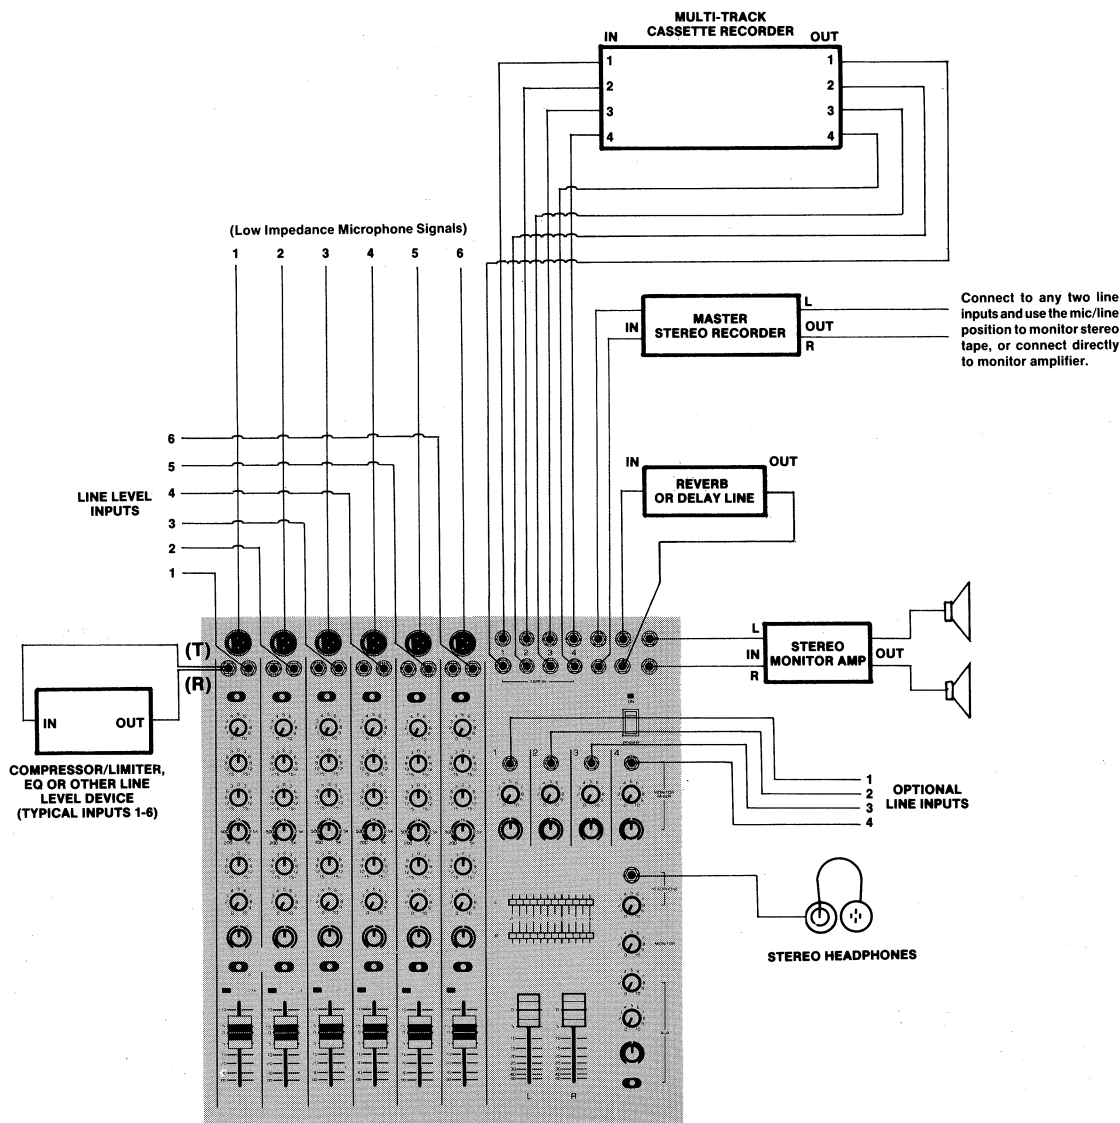 MULTI-TRACK
CASSETTE RECORDER
IN
OUT
1
1
2
2
3
3
4
4
(Low Impedance Microphone Signals)
1 2 3 4 5 6
L
MASTER
STEREO RECORDER
IN
OUT
R
Connect to any two line
inputs and use the mic/line
position to monitor stereo
tape, or connect directly
to monitor amplifier.
6
5
LINE LEVEL
INPUTS
4
3
2
1
IN
OUT
REVERB
OR DELAY LINE
(T)
(R)
L
IN
R
STEREO
MONITOR AMP
OUT
IN
OUT
COMPRESSOR/LIMITER,
EQ OR OTHER LINE
LEVEL DEVICE
(TYPICAL INPUTS 1-6)
1 2 3 4
1 2 3 4
1
2
3
4
OPTIONAL
LINE INPUTS
MONITOR
STEREO HEADPHONES
L
R